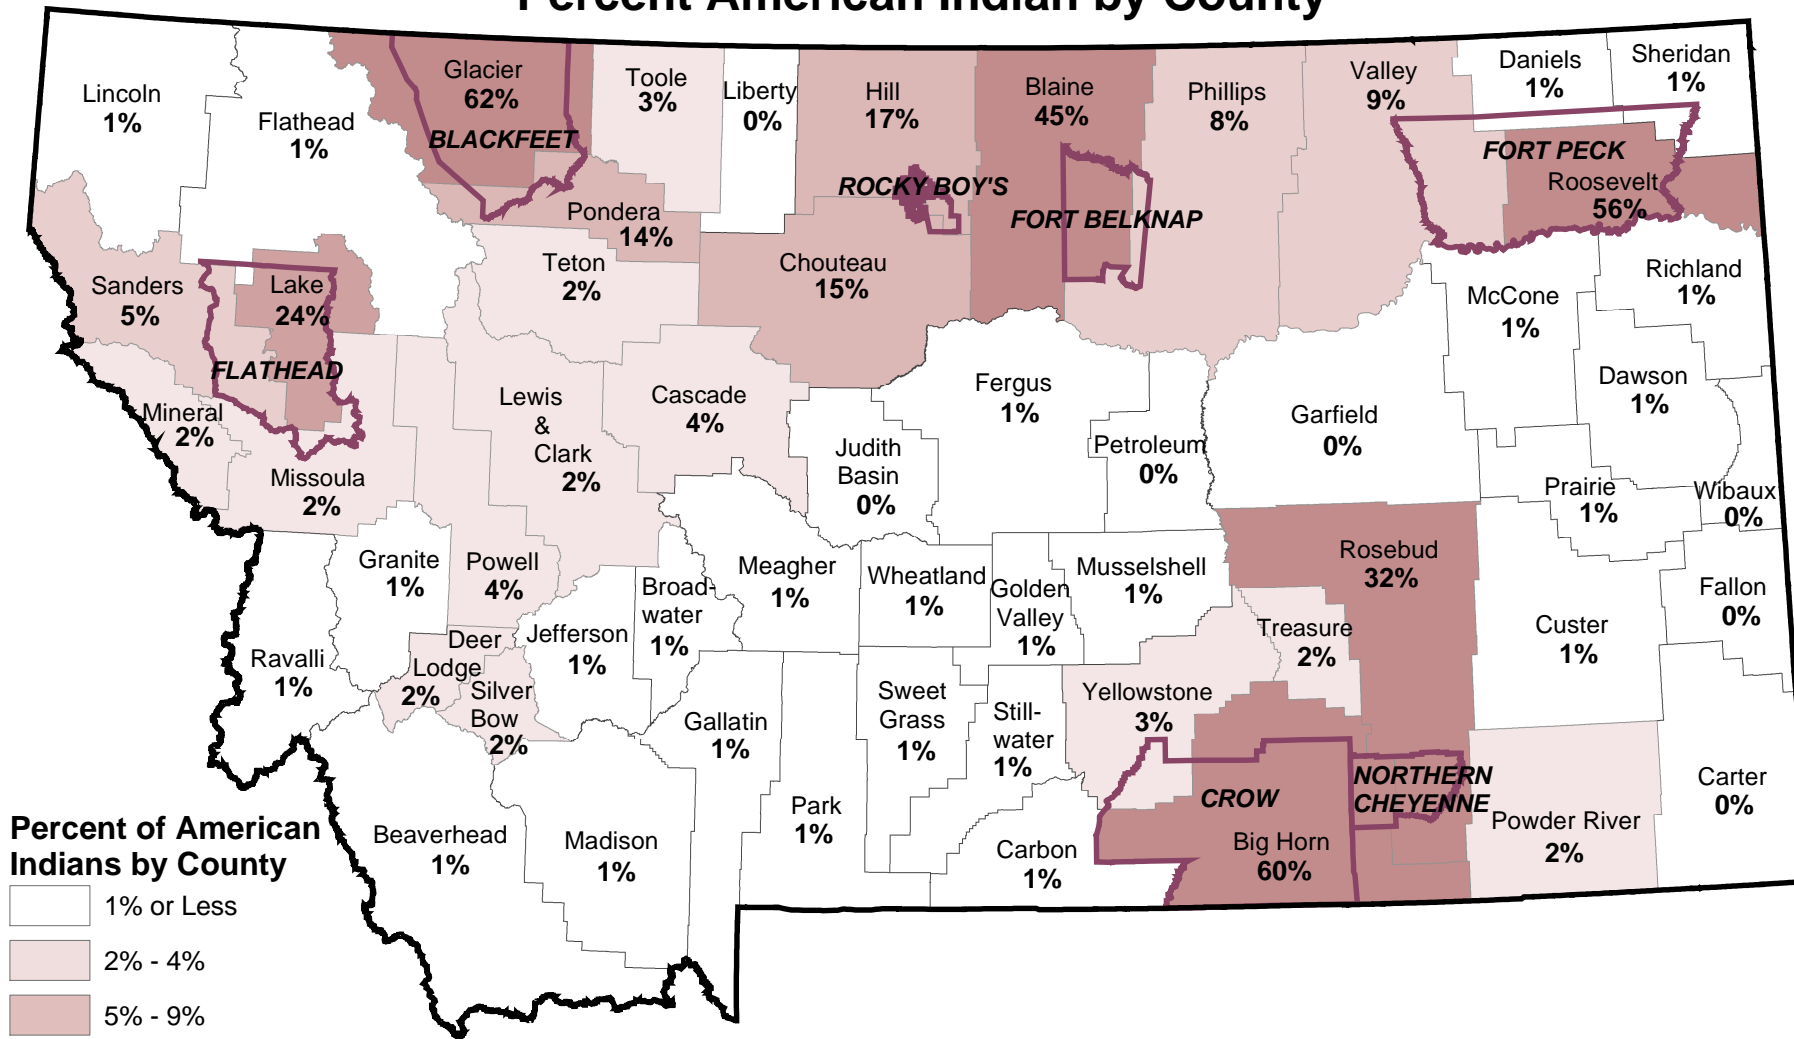 Percent American Indian by County
Lincoln
1%
Flathead
1%
Glacier
62%
BLACKFEET
Toole
3%
Liberty
0%
Hill
17%
ROCKY BOY'S
Blaine
45%
FORT BELKNAP
Phillips
8%
Valley
9%
Daniels
1%
Sheridan
1%
FORT PECK
Roosevelt
56%
Pondera
14%
Teton
2%
Chouteau
15%
Sanders
5%
Lake
24%
FLATHEAD
Richland
1%
McCone
1%
Mineral
2%
Missoula
2%
Lewis
&
Clark
2%
Cascade
4%
Judith
Basin
0%
Fergus
1%
Petroleum
0%
Garfield
0%
Dawson
1%
Prairie
1%
Wibaux
0%
Granite
1%
Powell
4%
Broad-
water
1%
Meagher
1%
Wheatland
1%
Golden
Valley
1%
Musselshell
1%
Rosebud
32%
Treasure
2%
Custer
1%
Fallon
0%
Ravalli
1%
Deer
Lodge
2%
Silver
Bow
2%
Jefferson
1%
Gallatin
1%
Sweet
Grass
1%
Still-
water
1%
Yellowstone
3%
CROW
Big Horn
60%
NORTHERN
CHEYENNE
Powder River
2%
Carter
0%
Beaverhead
1%
Madison
1%
Park
1%
Carbon
1%
Percent of American
Indians by County
1% or Less
2% - 4%
5% - 9%